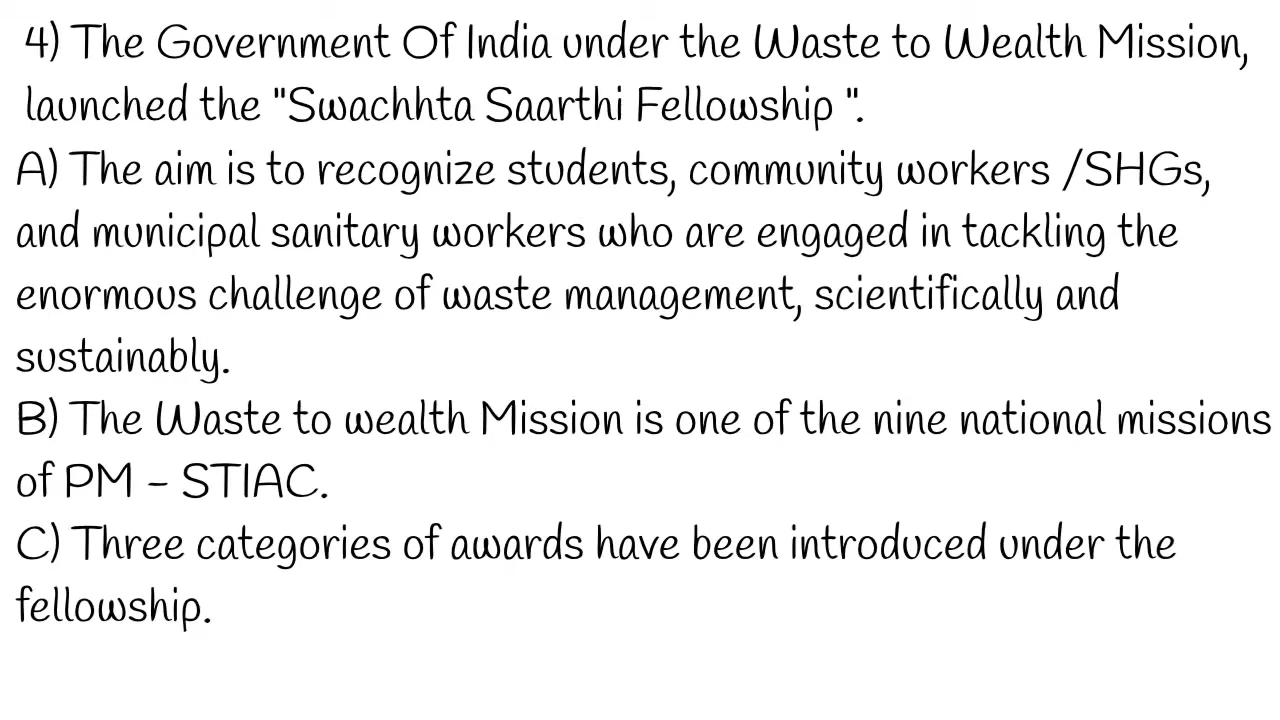 4) The Government Of India under the Waste to Wealth Mission,
launched the "Swachhta Saarthi Fellowship ".
A) The aim is to recognize students, community workers /SHGs,
and municipal sanitary workers who are engaged in tackling the
enormous challenge of waste management, scientifically and
sustainably.
B) The Waste to wealth Mission is one of the nine national missions
of PM - STIAC.
C) Three categories of awards have been introduced under the
fellowship.